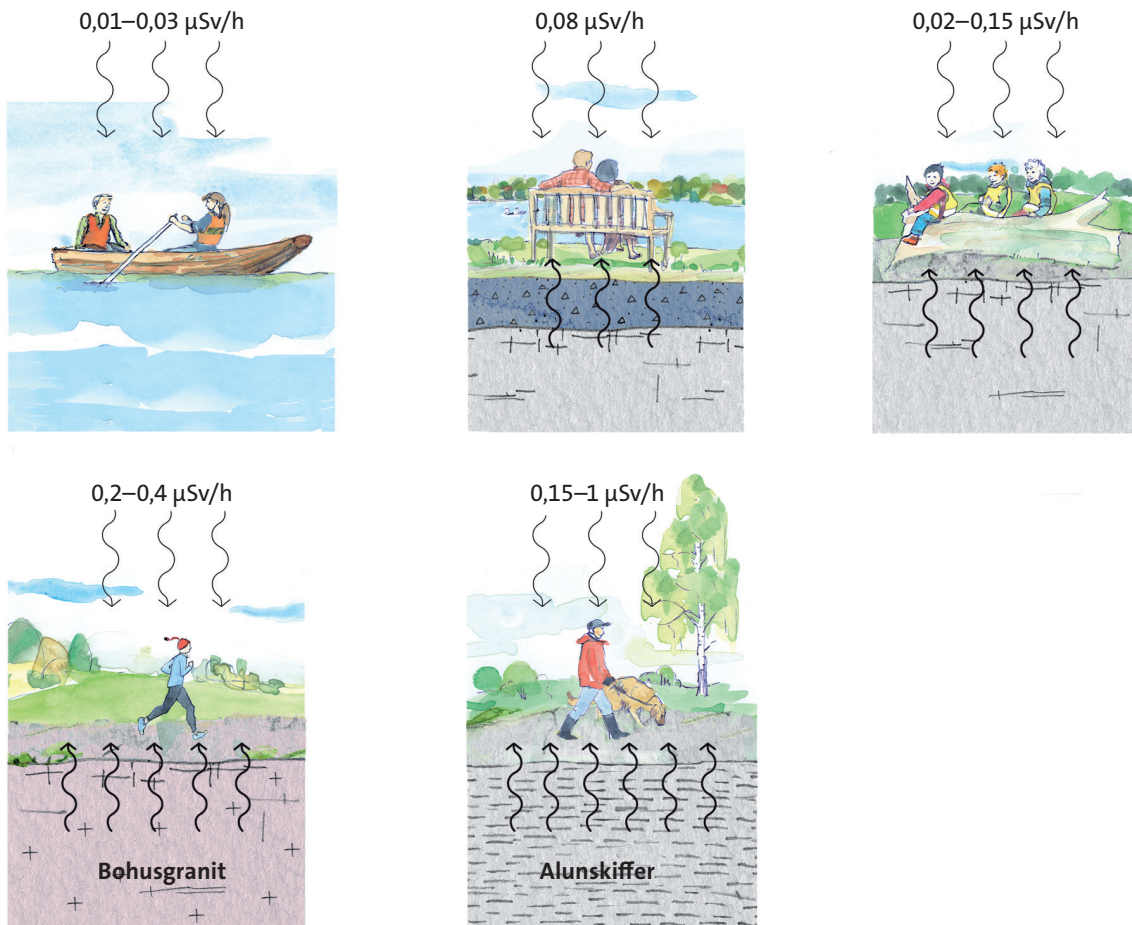 0,01–0,03 µSv/h
0,08 µSv/h
0,02–0,15 µSv/h
0,2–0,4 µSv/h
0,15–1 µSv/h
Bohusgranit
Alunskiffer